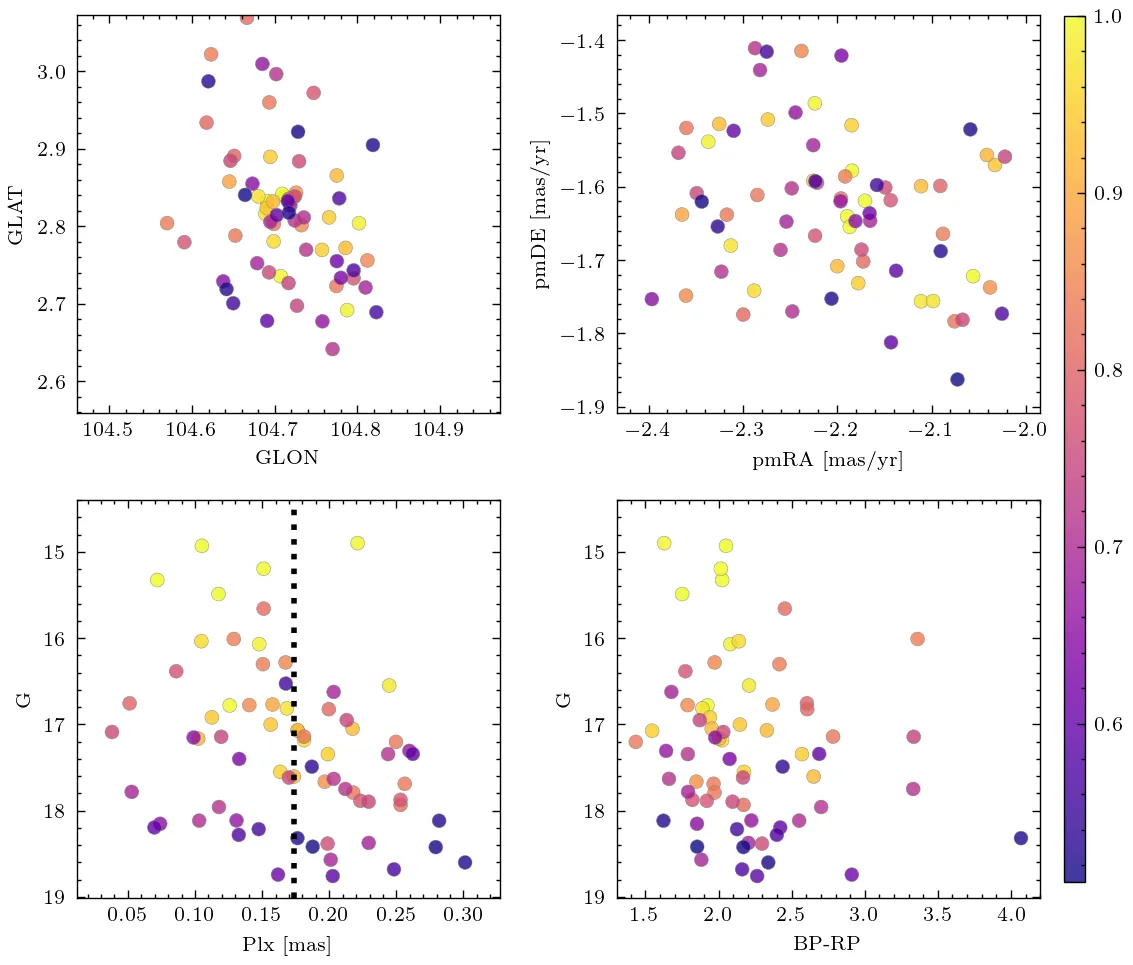 3.0
2.9
2.8
2.7
2.6
GLAT
104.5 104.6 104.7 104.8 104.9
GLON
−1.4
−1.5
−1.6
−1.7
−1.8
−1.9
pmDE [mas/yr]
−2.4 −2.3 −2.2 −2.1 −2.0
pmRA [mas/yr]
1.0
0.9
0.8
0.7
0.6
15
16
17
18
19
G
0.05 0.10 0.15 0.20 0.25 0.30
Plx [mas]
15
16
17
18
19
G
1.5 2.0 2.5 3.0 3.5 4.0
BP-RP